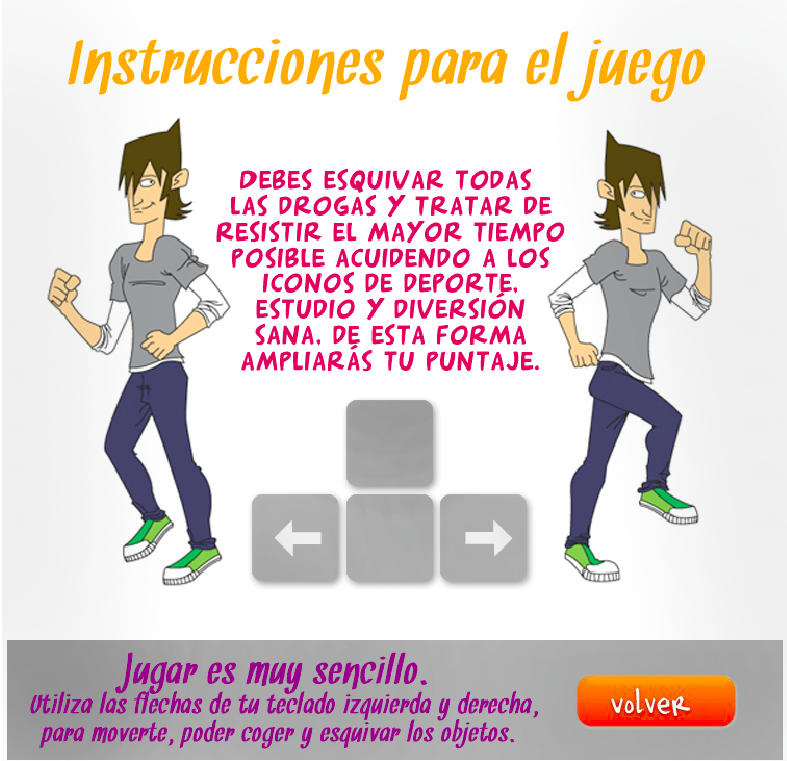 Instrucciones para el juego
DEBES ESQUIVAR TODAS
LAS DROGAS Y TRATAR DE
RESISTIR EL MAYOR TIEMPO
POSIBLE ACUIDENDO A LOS
ICONOS DE DEPORTE,
ESTUDIO Y DIVERSIÓN
SANA, DE ESTA FORMA
AMPLIARÁS TU PUNTAJE.
Jugar es muy sencillo.
Utiliza las flechas de tu teclado izquierda y derecha,
para moverte, poder coger y esquivar los objetos.
volver